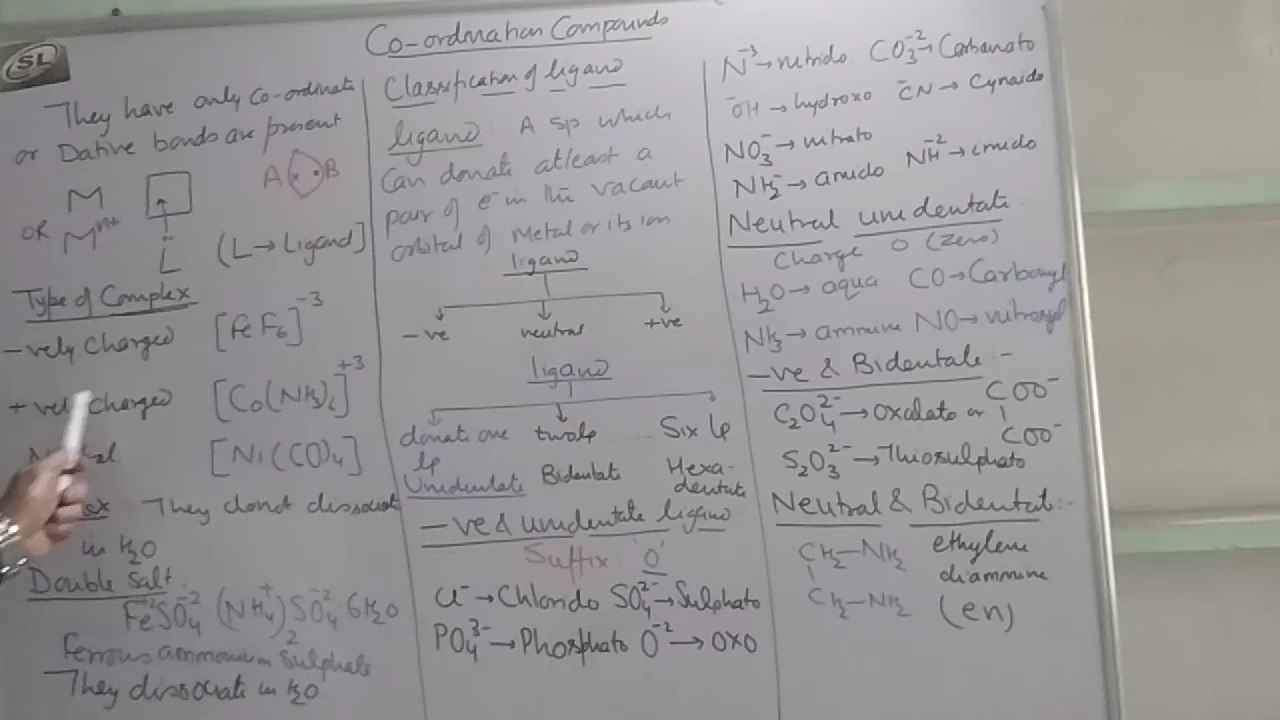 SL
Co-ordination Compounds
They have only Co-ordinate
or Dative bonds are present
A × • B
M
OR M^n+
L
(L → Ligand]
Type of Complex
-vely Charged [FeF6]^-3
+vely Charged [Co(NH3)6]^+3
[Ni(CO)4]
They donot dissociate
in H2O
Double Salt
Fe^+2SO4^-2 (NH4^+)2SO4^-2·6H2O
Ferrous ammonium Sulphate
They dissociate in H2O
Classification of ligand
ligand A sp which
Can donate atleast a
pair of e^- in the vacant
orbital of Metal or its ion
ligand
-ve neutral +ve
ligand
donate one two lp Six lp
lp
Unidentate Bidentate Hexa-
dentate
-ve & unidentate ligand
Suffix: 'O'
Cl^- → Chlorido SO4^2- → Sulphato
PO4^3- → Phosphato O^-2 → oxo
N^-3 → nitrido CO3^-2 → Carbonato
^-OH → hydroxo ^-CN → Cynaido
NO3^- → nitrato
NH2^- → amido NH^-2 → imido
Neutral unidentate
Charge 0 (Zero)
H2O → aqua CO → Carbonyl
NH3 → ammine NO → nitrosyl
-ve & Bidentate :-
C2O4^2- → Oxalato or COO^-
COO^-
S2O3^2- → Thiosulphato
Neutral & Bidentate:-
CH2-NH2 ethylene
diammine
CH2-NH2 (en)